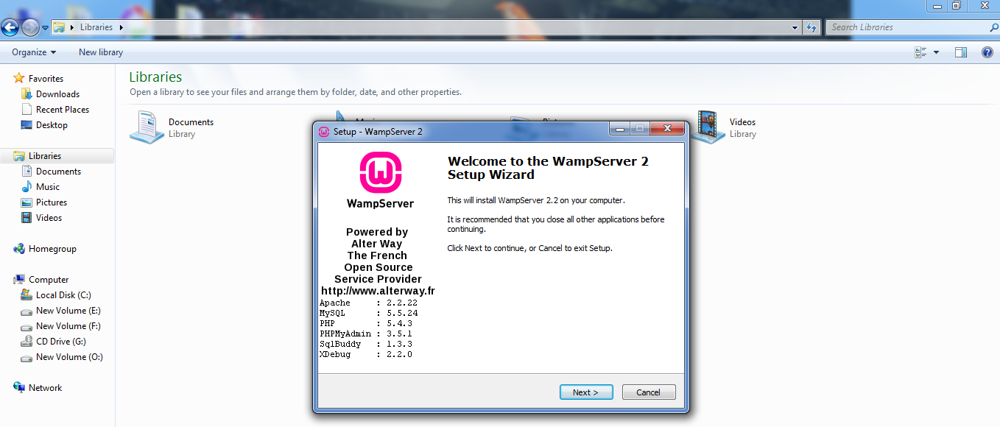 Libraries
Search Libraries
Organize
New library
Favorites
Downloads
Recent Places
Desktop
Libraries
Documents
Music
Pictures
Videos
Homegroup
Computer
Local Disk (C:)
New Volume (E:)
New Volume (F:)
CD Drive (G:)
New Volume (O:)
Network
Libraries
Open a library to see your files and arrange them by folder, date, and other properties.
Documents
Library
Videos
Library
Setup - WampServer 2
WampServer
Powered by
Alter Way
The French
Open Source
Service Provider
http://www.alterway.fr
Apache : 2.2.22
MySQL : 5.5.24
PHP : 5.4.3
PHPMyAdmin : 3.5.1
SqlBuddy : 1.3.3
XDebug : 2.2.0
Welcome to the WampServer 2
Setup Wizard
This will install WampServer 2.2 on your computer.
It is recommended that you close all other applications before
continuing.
Click Next to continue, or Cancel to exit Setup.
Next >
Cancel